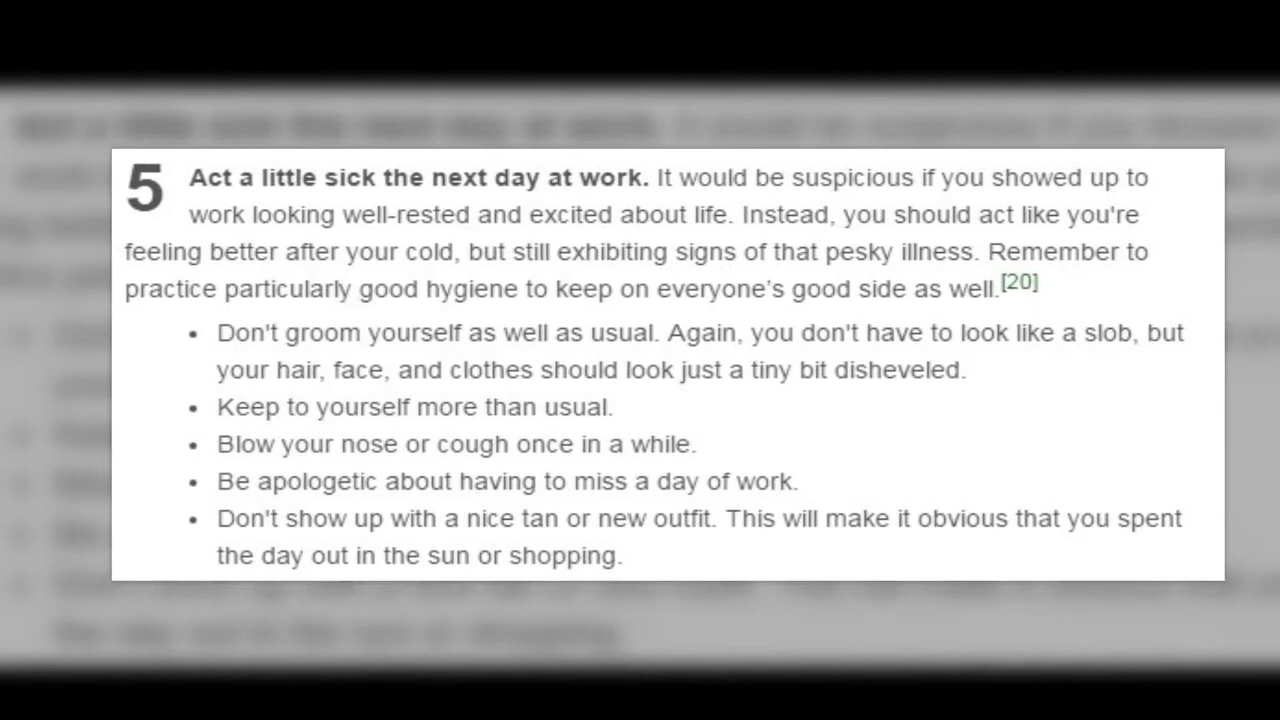 5 Act a little sick the next day at work. It would be suspicious if you showed up to
work looking well-rested and excited about life. Instead, you should act like you're
feeling better after your cold, but still exhibiting signs of that pesky illness. Remember to
practice particularly good hygiene to keep on everyone’s good side as well.[20]
• Don't groom yourself as well as usual. Again, you don't have to look like a slob, but
your hair, face, and clothes should look just a tiny bit disheveled.
• Keep to yourself more than usual.
• Blow your nose or cough once in a while.
• Be apologetic about having to miss a day of work.
• Don't show up with a nice tan or new outfit. This will make it obvious that you spent
the day out in the sun or shopping.